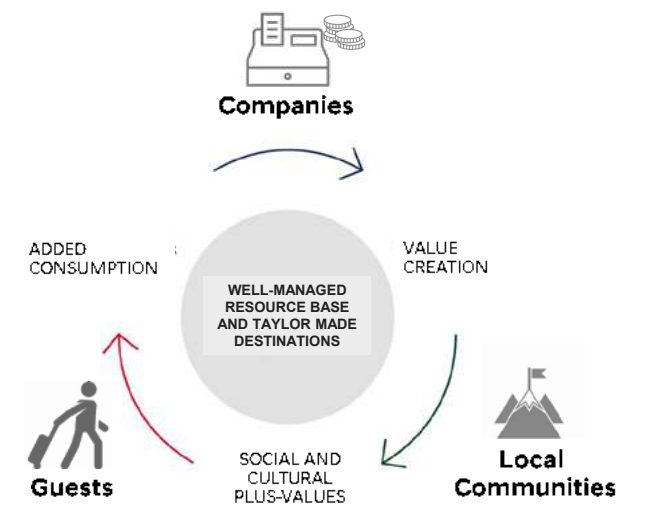 Companies
ADDED
CONSUMPTION
VALUE
CREATION
WELL-MANAGED
RESOURCE BASE
AND TAYLOR MADE
DESTINATIONS
Guests
SOCIAL AND
CULTURAL
PLUS-VALUES
Local
Communities